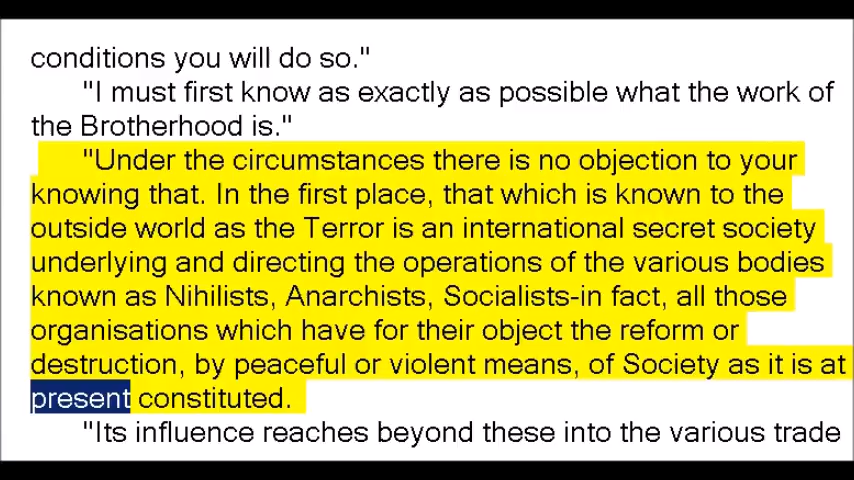 conditions you will do so."
"I must first know as exactly as possible what the work of
the Brotherhood is."
"Under the circumstances there is no objection to your
knowing that. In the first place, that which is known to the
outside world as the Terror is an international secret society
underlying and directing the operations of the various bodies
known as Nihilists, Anarchists, Socialists-in fact, all those
organisations which have for their object the reform or
destruction, by peaceful or violent means, of Society as it is at
present constituted.
"Its influence reaches beyond these into the various trade